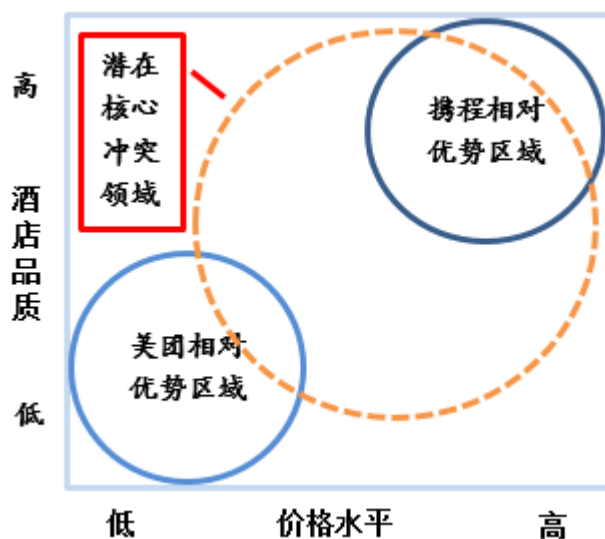 高
酒
店
品
质
低
潜在
核心
冲突
领域
携程相对
优势区域
美团相对
优势区域
低
价格水平
高